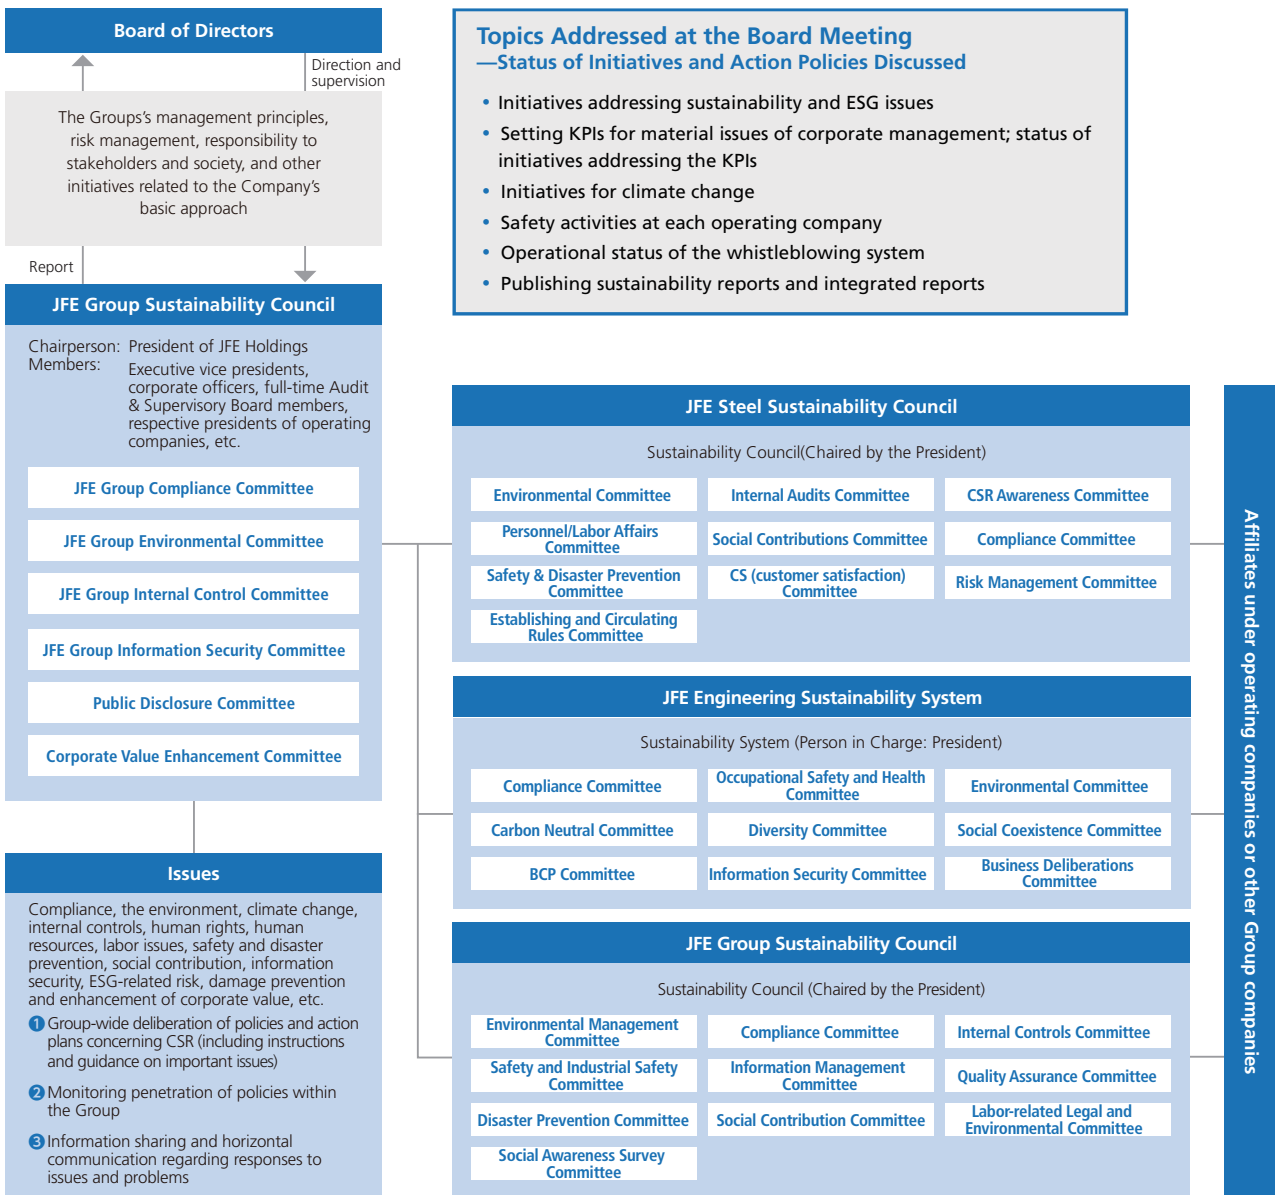 Board of Directors
Direction and
supervision
The Groups's management principles,
risk management, responsibility to
stakeholders and society, and other
initiatives related to the Company's
basic approach
Report
JFE Group Sustainability Council
Chairperson: President of JFE Holdings
Members: Executive vice presidents,
corporate officers, full-time Audit
& Supervisory Board members,
respective presidents of operating
companies, etc.
JFE Group Compliance Committee
JFE Group Environmental Committee
JFE Group Internal Control Committee
JFE Group Information Security Committee
Public Disclosure Committee
Corporate Value Enhancement Committee
Issues
Compliance, the environment, climate change,
internal controls, human rights, human
resources, labor issues, safety and disaster
prevention, social contribution, information
security, ESG-related risk, damage prevention
and enhancement of corporate value, etc.
❶ Group-wide deliberation of policies and action
plans concerning CSR (including instructions
and guidance on important issues)
❷ Monitoring penetration of policies within
the Group
❸ Information sharing and horizontal
communication regarding responses to
issues and problems
Topics Addressed at the Board Meeting
—Status of Initiatives and Action Policies Discussed
• Initiatives addressing sustainability and ESG issues
• Setting KPIs for material issues of corporate management; status of
initiatives addressing the KPIs
• Initiatives for climate change
• Safety activities at each operating company
• Operational status of the whistleblowing system
• Publishing sustainability reports and integrated reports
JFE Steel Sustainability Council
Sustainability Council(Chaired by the President)
Environmental Committee
Internal Audits Committee
CSR Awareness Committee
Personnel/Labor Affairs
Committee
Social Contributions Committee
Compliance Committee
Safety & Disaster Prevention
Committee
CS (customer satisfaction)
Committee
Risk Management Committee
Establishing and Circulating
Rules Committee
JFE Engineering Sustainability System
Sustainability System (Person in Charge: President)
Compliance Committee
Occupational Safety and Health
Committee
Environmental Committee
Carbon Neutral Committee
Diversity Committee
Social Coexistence Committee
BCP Committee
Information Security Committee
Business Deliberations
Committee
JFE Group Sustainability Council
Sustainability Council (Chaired by the President)
Environmental Management
Committee
Compliance Committee
Internal Controls Committee
Safety and Industrial Safety
Committee
Information Management
Committee
Quality Assurance Committee
Disaster Prevention Committee
Social Contribution Committee
Labor-related Legal and
Environmental Committee
Social Awareness Survey
Committee
Affiliates under operating companies or other Group companies